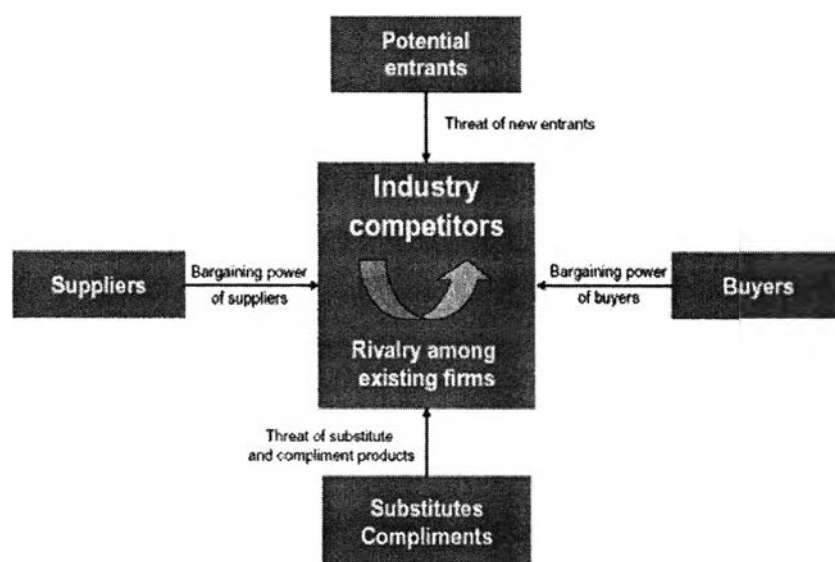 Potential
entrants
Threat of new entrants
Industry
competitors
Suppliers
Bargaining power
of suppliers
Bargaining power
of buyers
Buyers
Rivalry among
existing firms
Threat of substitute
and compliment products
Substitutes
Compliments